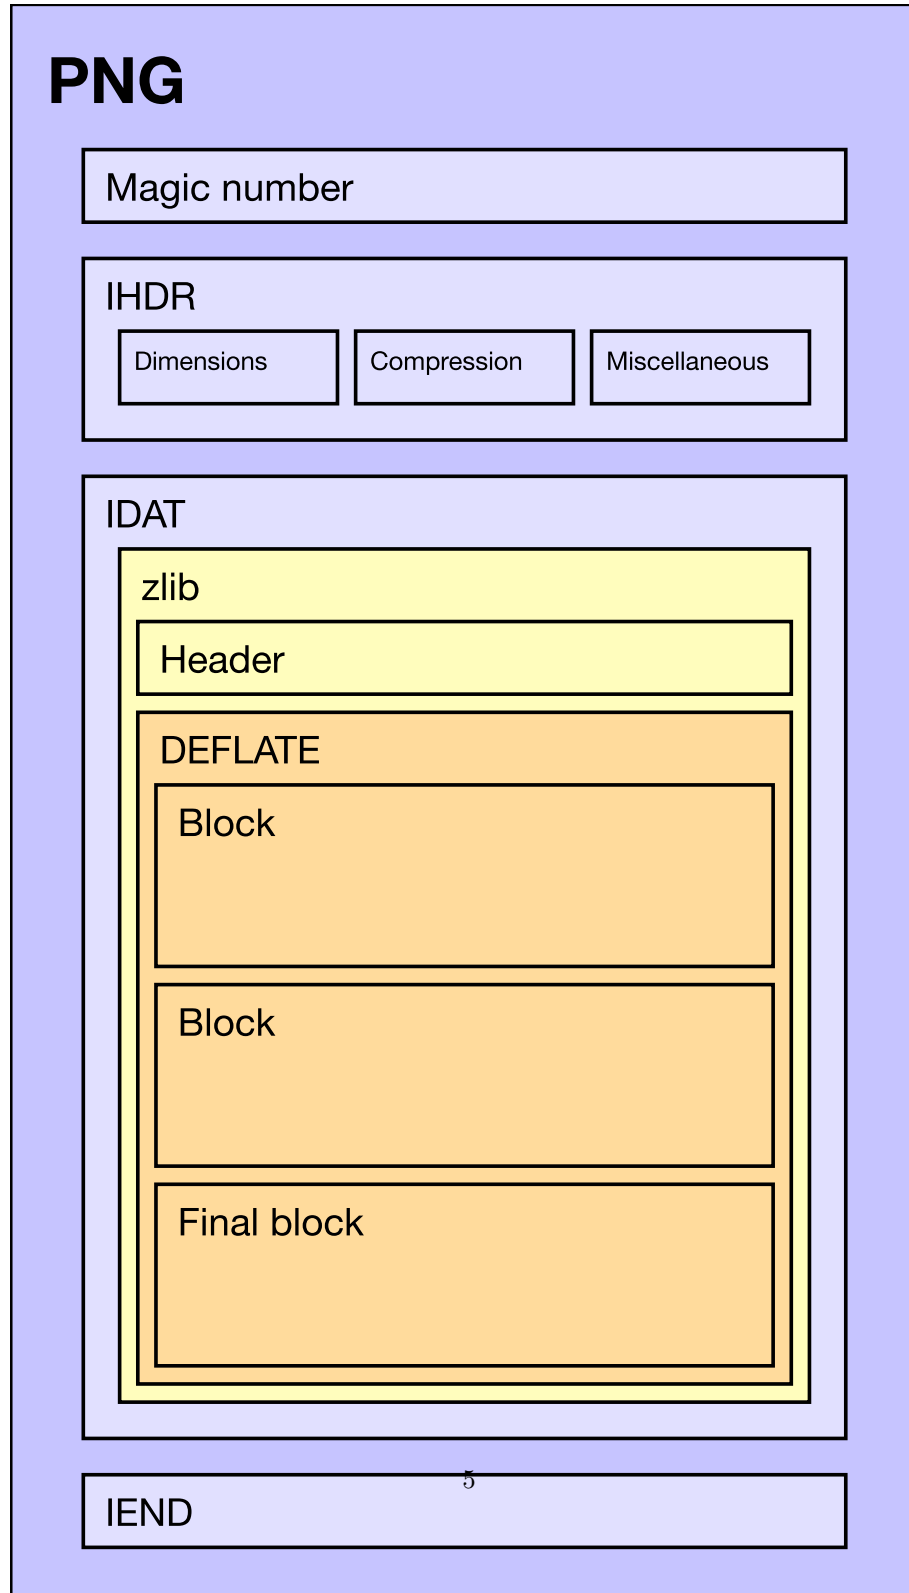 PNG
Magic number
IHDR
Dimensions Compression Miscellaneous
IDAT
zlib
Header
DEFLATE
Block
Block
Final block
5
IEND